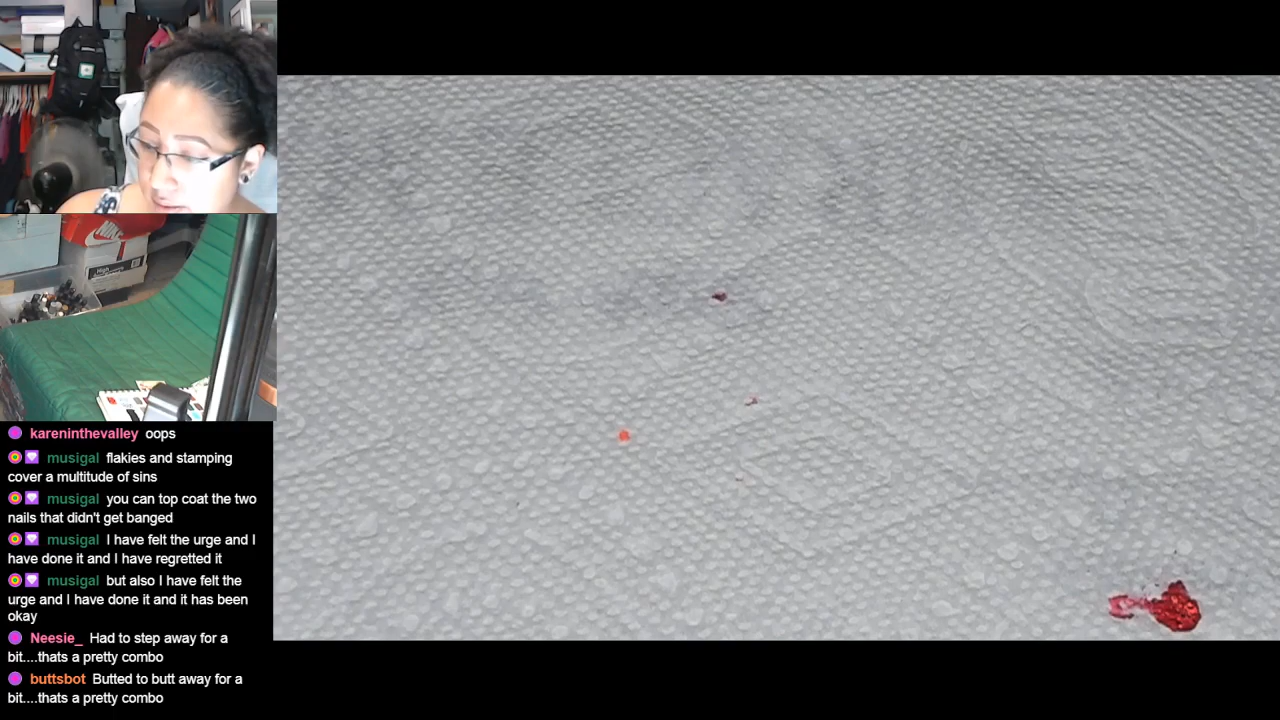 NIKE
kareninthevalley oops
musigal flakies and stamping
cover a multitude of sins
musigal you can top coat the two
nails that didn't get banged
musigal I have felt the urge and I
have done it and I have regretted it
musigal but also I have felt the
urge and I have done it and it has been
okay
Neesie_ Had to step away for a
bit....thats a pretty combo
buttsbot Butted to butt away for a
bit....thats a pretty combo